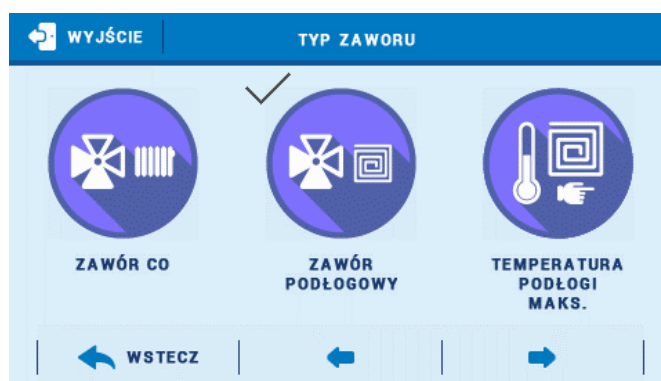 WYJŚCIE
TYP ZAWORU
ZAWÓR CO
ZAWÓR
PODŁOGOWY
TEMPERATURA
PODŁOGI
MAKS.
WSTECZ